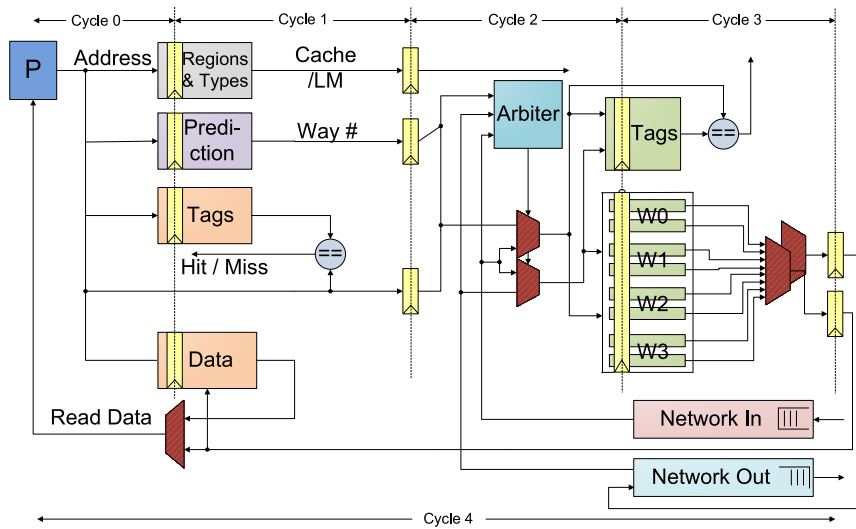 Cycle 0
Cycle 1
Cycle 2
Cycle 3
P
Address
Regions
& Types
Cache
/LM
Arbiter
Tags
==
Predi-
ction
Way #
Tags
==
Hit / Miss
W0
W1
W2
W3
Data
Read Data
Network In
Network Out
Cycle 4